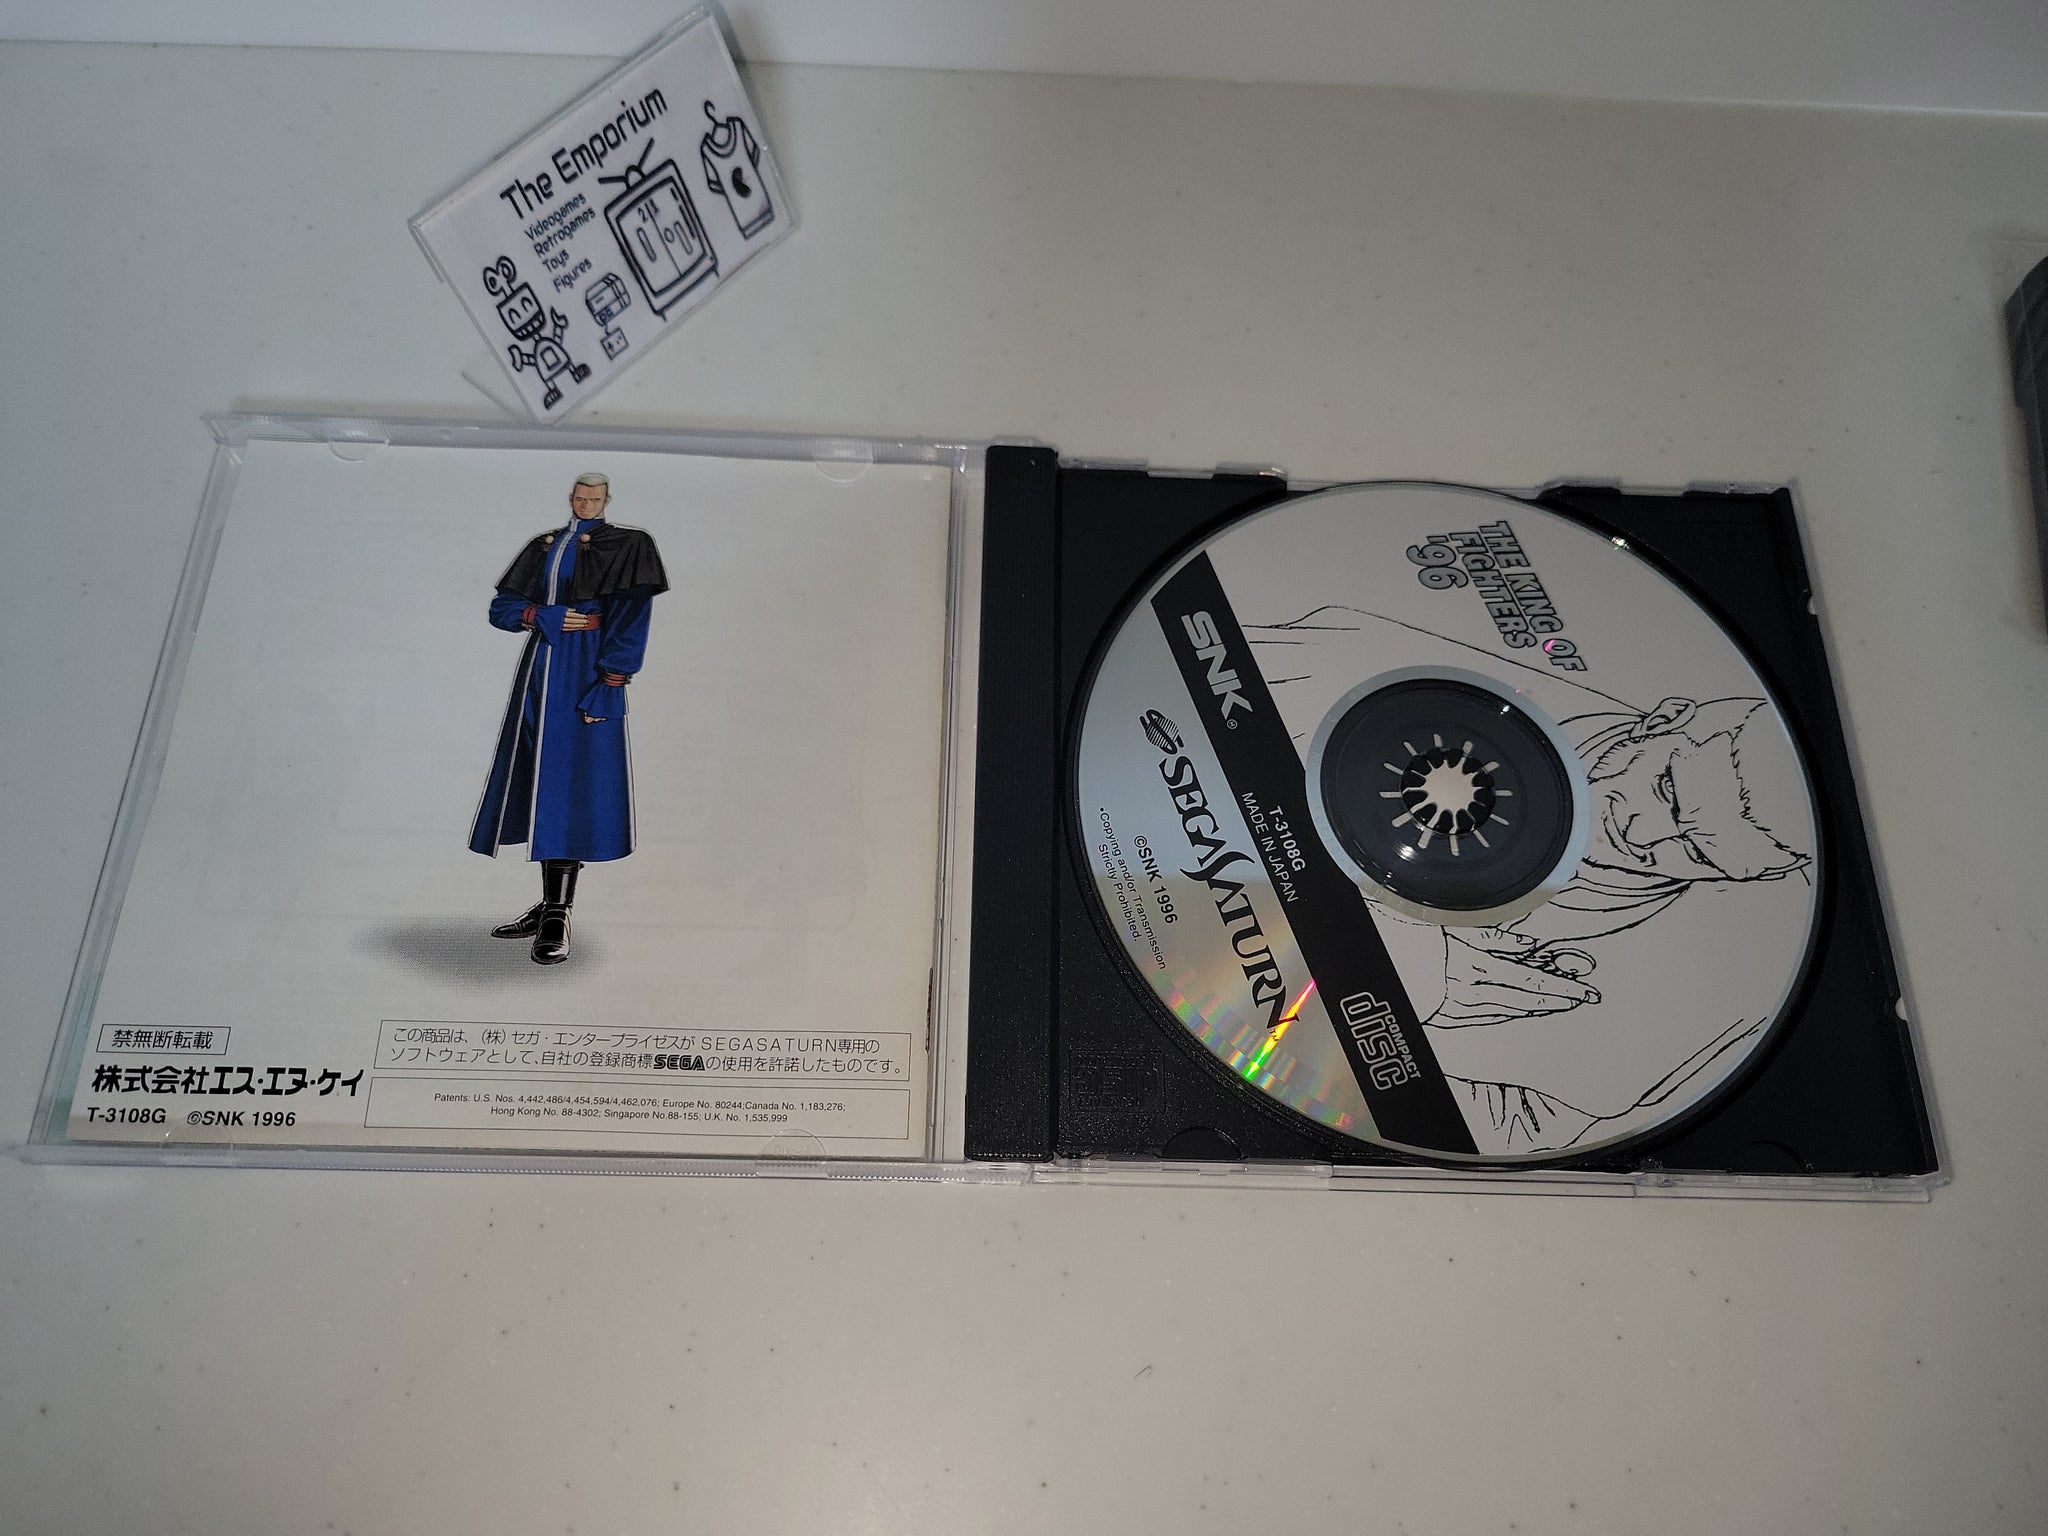 The Emporium
Videogames
Retrogames
Toys
Figures
禁無断転載
株式会社エス・エヌ・ケイ
T-3108G ©SNK 1996
この商品は、(株)セガ・エンタープライゼスがSEGASATURN専用の
ソフトウェアとして、自社の登録商標SEGAの使用を許諾したものです。
Patents: U.S. Nos. 4,442,486/4,454,594/4,462,076; Europe No. 80244;Canada No. 1,183,276;
Hong Kong No. 88-4302; Singapore No.88-155; U.K. No. 1,535,999
THE KING OF
FIGHTERS
'96
SNK®
T-3108G
MADE IN JAPAN
SEGA SATURN™
©SNK 1996
•Copying and/or Transmission
Strictly Prohibited.
COMPACT
disc